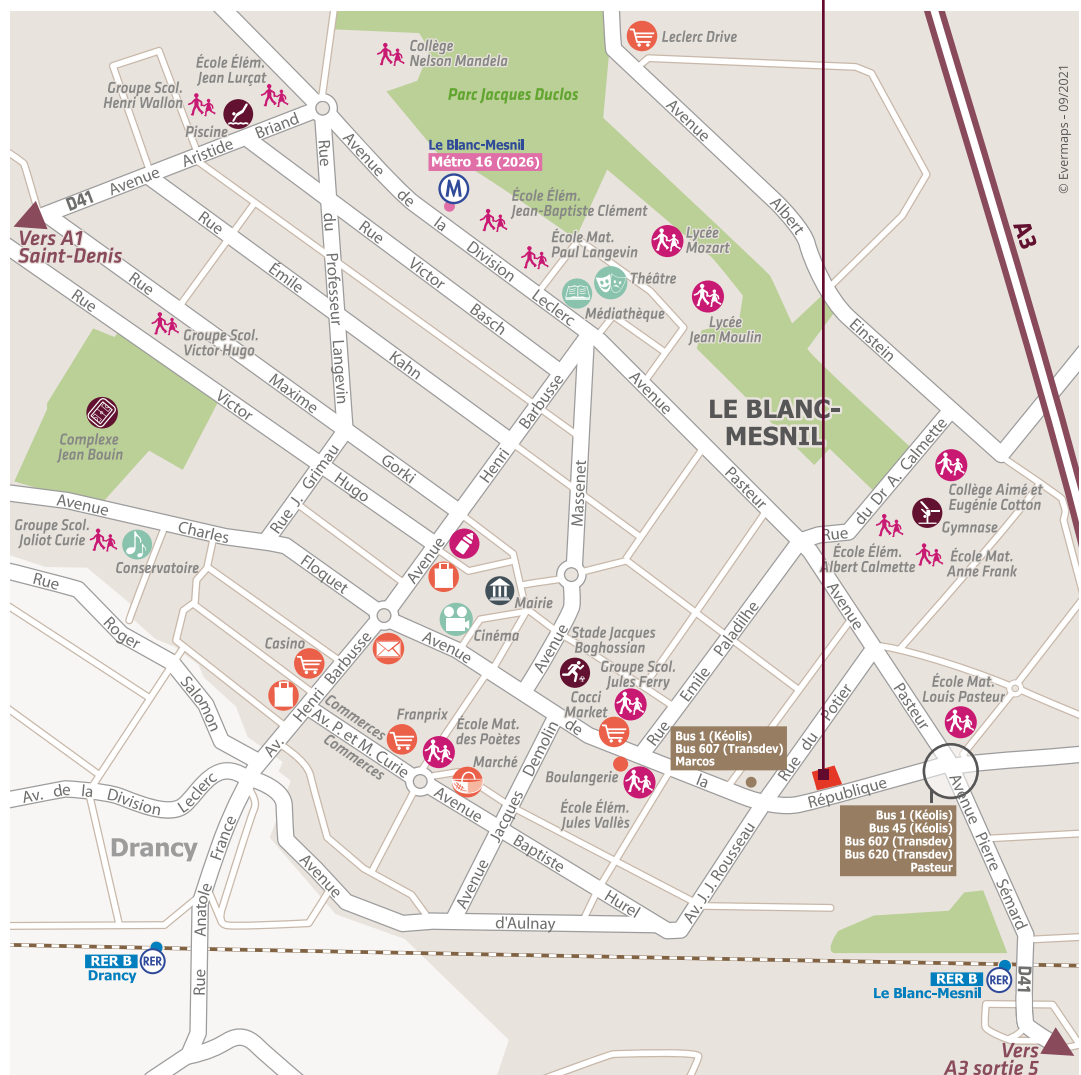 Leclerc Drive
Collège
Nelson Mandela
École Élém.
Jean Lurçat
Groupe Scol.
Henri Wallon
Piscine
Parc Jacques Duclos
© Evermaps - 09/2021
Avenue Aristide Briand
D41
Vers A1
Saint-Denis
Le Blanc-Mesnil
Métro 16 (2026)
M
École Élém.
Jean-Baptiste Clément
École Mat.
Paul Langevin
Lycée
Mozart
Théâtre
Médiathèque
Lycée
Jean Moulin
Avenue Albert Einstein
A3
Rue du Professeur Langevin
Avenue de la Division Leclerc
Rue Victor Basch
Rue Émile Kahn
Rue Maxime Gorki
Rue Victor Hugo
Groupe Scol.
Victor Hugo
Complexe
Jean Bouin
LE BLANC-
MESNIL
Avenue Pasteur
Avenue Henri Barbusse
Massenet
Rue J. Grimau
Rue du Dr A. Calmette
Collège Aimé et
Eugénie Cotton
Gymnase
École Élém.
Albert Calmette
École Mat.
Anne Frank
Avenue Charles Floquet
Groupe Scol.
Joliot Curie
Conservatoire
Mairie
Cinéma
Rue Roger Salomon
Casino
Av. Henri Barbusse
Avenue de la République
Avenue
Stade Jacques
Boghossian
Groupe Scol.
Jules Ferry
Cocci
Market
Rue Emile Paladilhe
Avenue Pasteur
École Mat.
Louis Pasteur
Rue du Potier
Commerces
Av. P. et M. Curie
Commerces
Franprix
École Mat.
des Poètes
Marché
Boulangerie
École Élém.
Jules Vallès
Bus 1 (Kéolis)
Bus 607 (Transdev)
Marcos
Bus 1 (Kéolis)
Bus 45 (Kéolis)
Bus 607 (Transdev)
Bus 620 (Transdev)
Pasteur
Av. de la Division Leclerc
Drancy
Avenue Jacques Demolin
Avenue Baptiste Hurel
Av. J. J. Rousseau
Avenue d'Aulnay
Rue Anatole France
Avenue Pierre Sémard
RER B
Drancy
RER
RER B
Le Blanc-Mesnil
RER
D41
Vers
A3 sortie 5